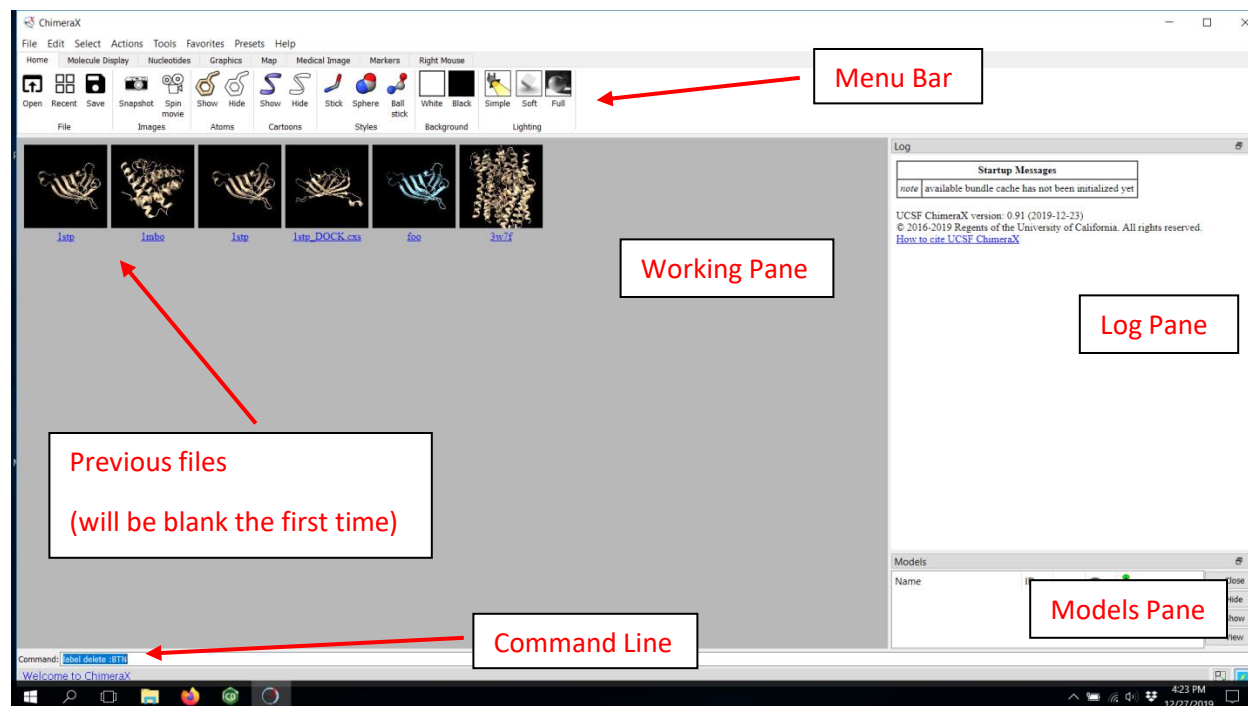 ChimeraX
File Edit Select Actions Tools Favorites Presets Help
Home Molecule Display Nucleotides Graphics Map Medical Image Markers Right Mouse
Menu Bar
Open Recent Save Snapshot Spin movie Show Hide Show Hide Stick Sphere Ball stick White Black Simple Soft Full
File Images Atoms Cartoons Styles Background Lighting
Log
Startup Messages
note available bundle cache has not been initialized yet
UCSF ChimeraX version: 0.91 (2019-12-23)
© 2016-2019 Regents of the University of California. All rights reserved.
How to cite UCSF ChimeraX
1stp 1mbo 1stp 1stp_DOCK.cxs foo 3w7f
Working Pane
Log Pane
Previous files
(will be blank the first time)
Models
Name
Close
Hide
Show
View
Models Pane
Command Line
Command: label delete :BTN
Welcome to ChimeraX
4:23 PM
12/27/2019